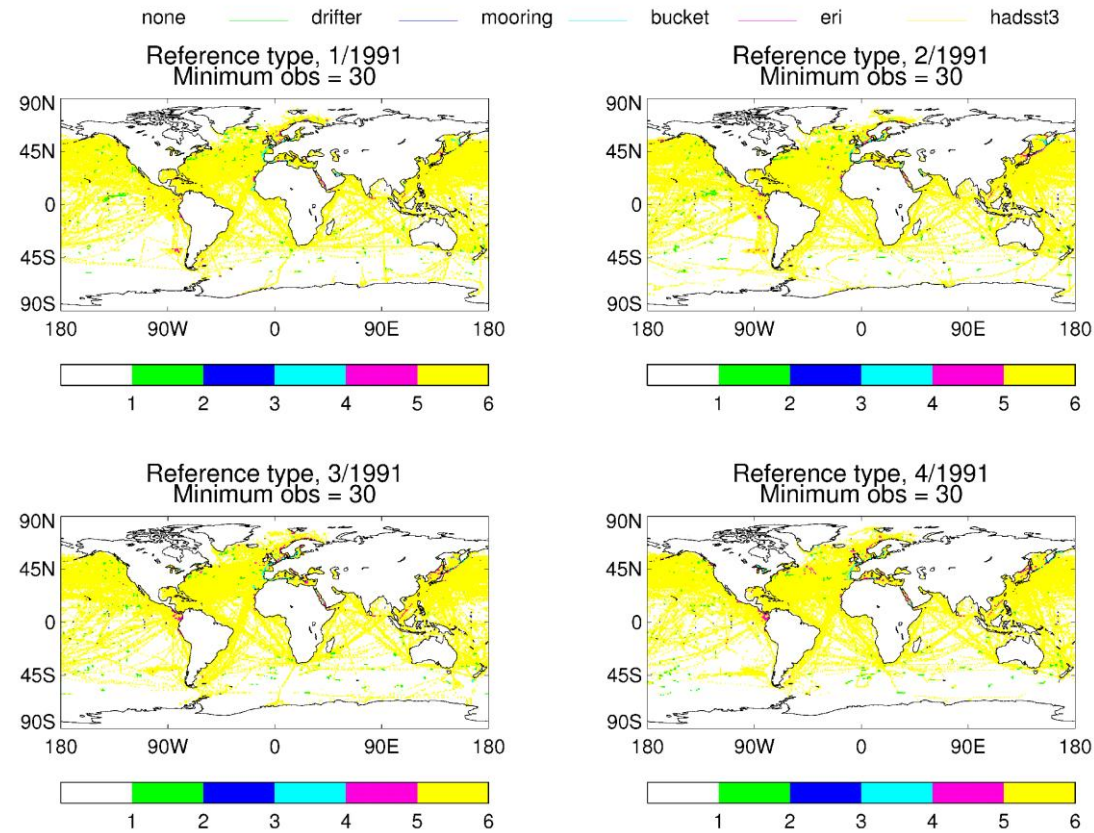 none drifter mooring bucket eri hadsst3
Reference type, 1/1991
Minimum obs = 30
90N
45N
0
45S
90S
180 90W 0 90E 180
1 2 3 4 5 6
Reference type, 2/1991
Minimum obs = 30
90N
45N
0
45S
90S
180 90W 0 90E 180
1 2 3 4 5 6
Reference type, 3/1991
Minimum obs = 30
90N
45N
0
45S
90S
180 90W 0 90E 180
1 2 3 4 5 6
Reference type, 4/1991
Minimum obs = 30
90N
45N
0
45S
90S
180 90W 0 90E 180
1 2 3 4 5 6